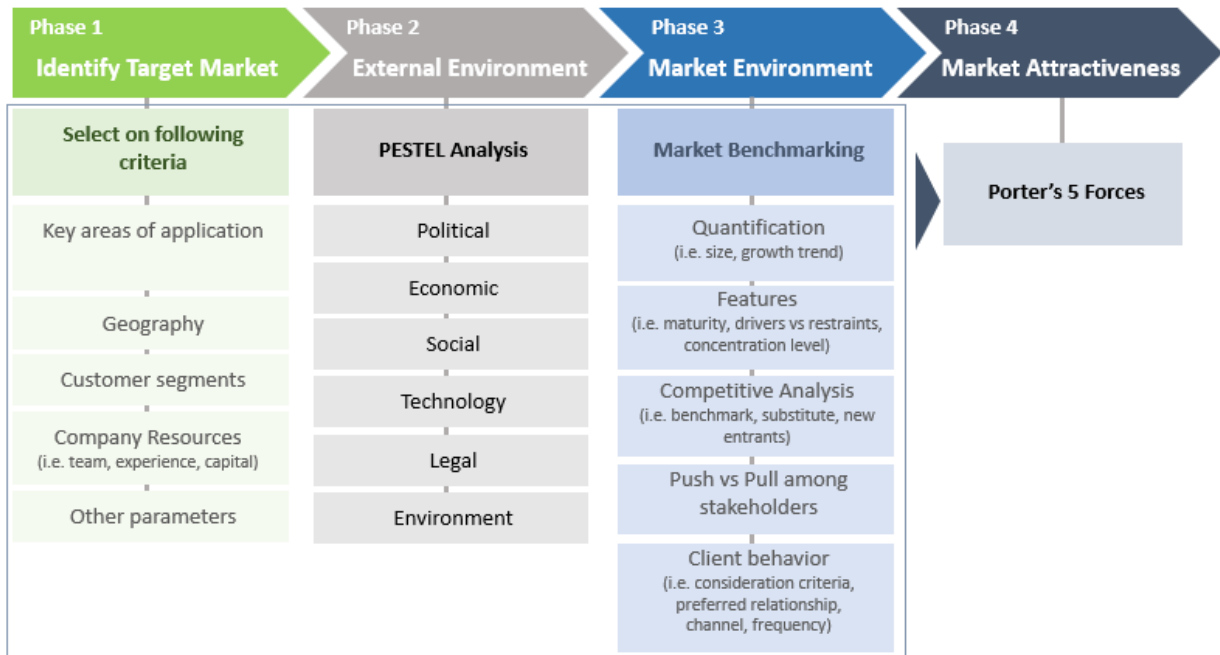 Phase 1
Identify Target Market
Phase 2
External Environment
Phase 3
Market Environment
Phase 4
Market Attractiveness
Select on following
criteria
Key areas of application
Geography
Customer segments
Company Resources
(i.e. team, experience, capital)
Other parameters
PESTEL Analysis
Political
Economic
Social
Technology
Legal
Environment
Market Benchmarking
Quantification
(i.e. size, growth trend)
Features
(i.e. maturity, drivers vs restraints,
concentration level)
Competitive Analysis
(i.e. benchmark, substitute, new
entrants)
Push vs Pull among
stakeholders
Client behavior
(i.e. consideration criteria,
preferred relationship,
channel, frequency)
Porter's 5 Forces